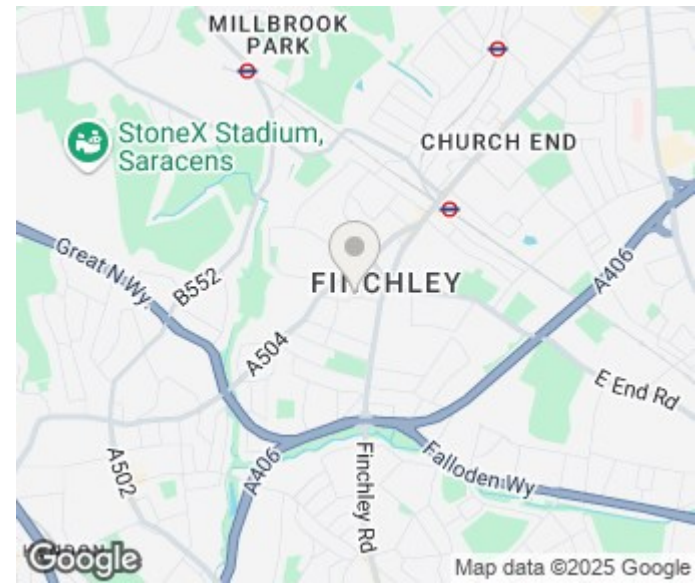 MILLBROOK
PARK
StoneX Stadium,
Saracens
CHURCH END
Great N Wy.
B552
FINCHLEY
A406
A504
E End Rd
A502
A406
Finchley Rd
Falloden Wy
Google
Map data ©2025 Google